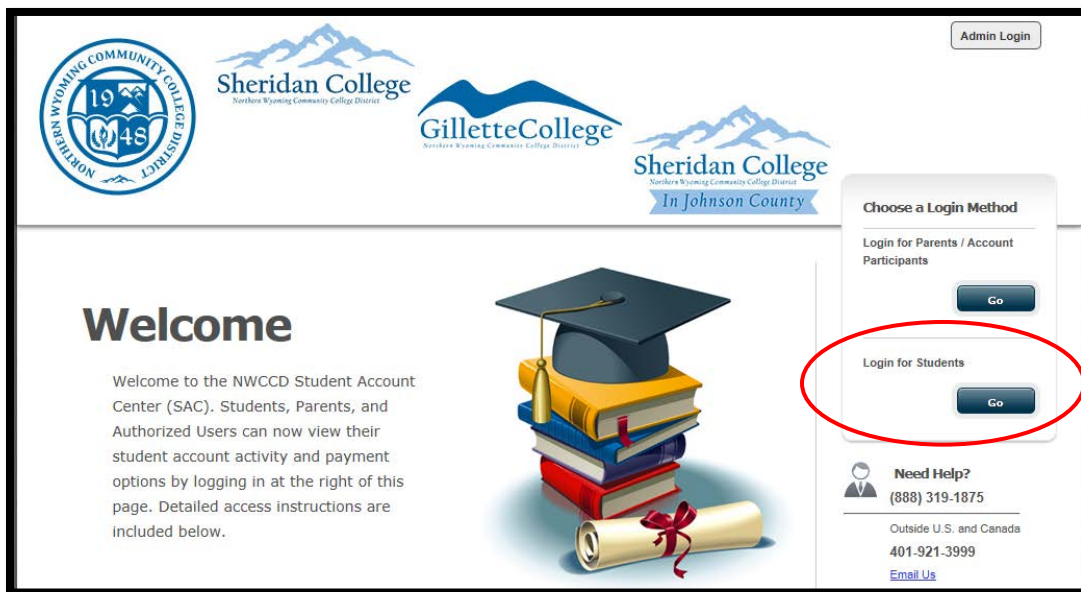 NORTHERN WYOMING COMMUNITY COLLEGE DISTRICT
19
48
Sheridan College
Northern Wyoming Community College District
GilletteCollege
Northern Wyoming Community College District
Sheridan College
Northern Wyoming Community College District
In Johnson County
Admin Login
Choose a Login Method
Login for Parents / Account
Participants
Go
Login for Students
Go
Need Help?
(888) 319-1875
Outside U.S. and Canada
401-921-3999
Email Us
Welcome
Welcome to the NWCCD Student Account
Center (SAC). Students, Parents, and
Authorized Users can now view their
student account activity and payment
options by logging in at the right of this
page. Detailed access instructions are
included below.